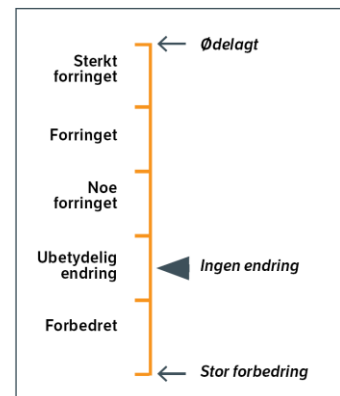 Ødelagt
Sterkt
forringet
Forringet
Noe
forringet
Ubetydelig
endring
Ingen endring
Forbedret
Stor forbedring